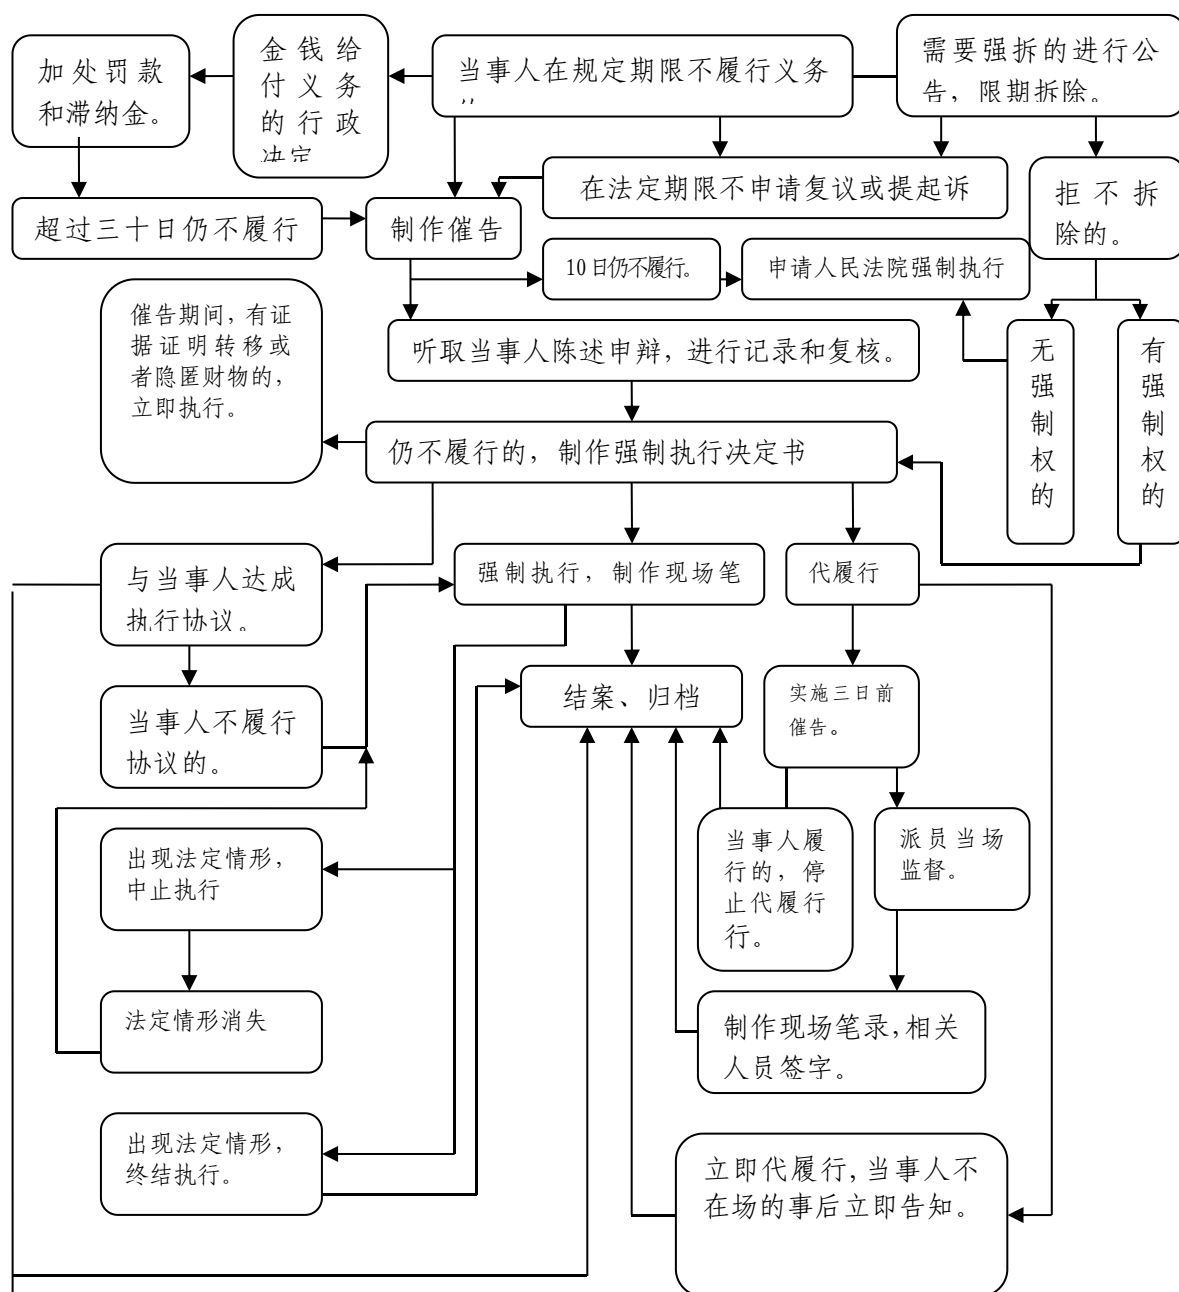 加处罚款
和滞纳金。
金钱给
付义务
的行政
决定
当事人在规定期限不履行义务
需要强拆的进行公
告，限期拆除。
在法定期限不申请复议或提起诉
拒不拆
除的。
超过三十日仍不履行
制作催告
10日仍不履行。
申请人民法院强制执行
催告期间，有证
据证明转移或
者隐匿财物的，
立即执行。
听取当事人陈述申辩，进行记录和复核。
无
强
制
权
的
有
强
制
权
的
仍不履行的，制作强制执行决定书
与当事人达成
执行协议。
强制执行，制作现场笔
代履行
当事人不履行
协议的。
结案、归档
实施三日前
催告。
出现法定情形，
中止执行
当事人履
行的，停
止代履行
行。
派员当场
监督。
法定情形消失
制作现场笔录，相关
人员签字。
出现法定情形，
终结执行。
立即代履行，当事人不
在场的事后立即告知。